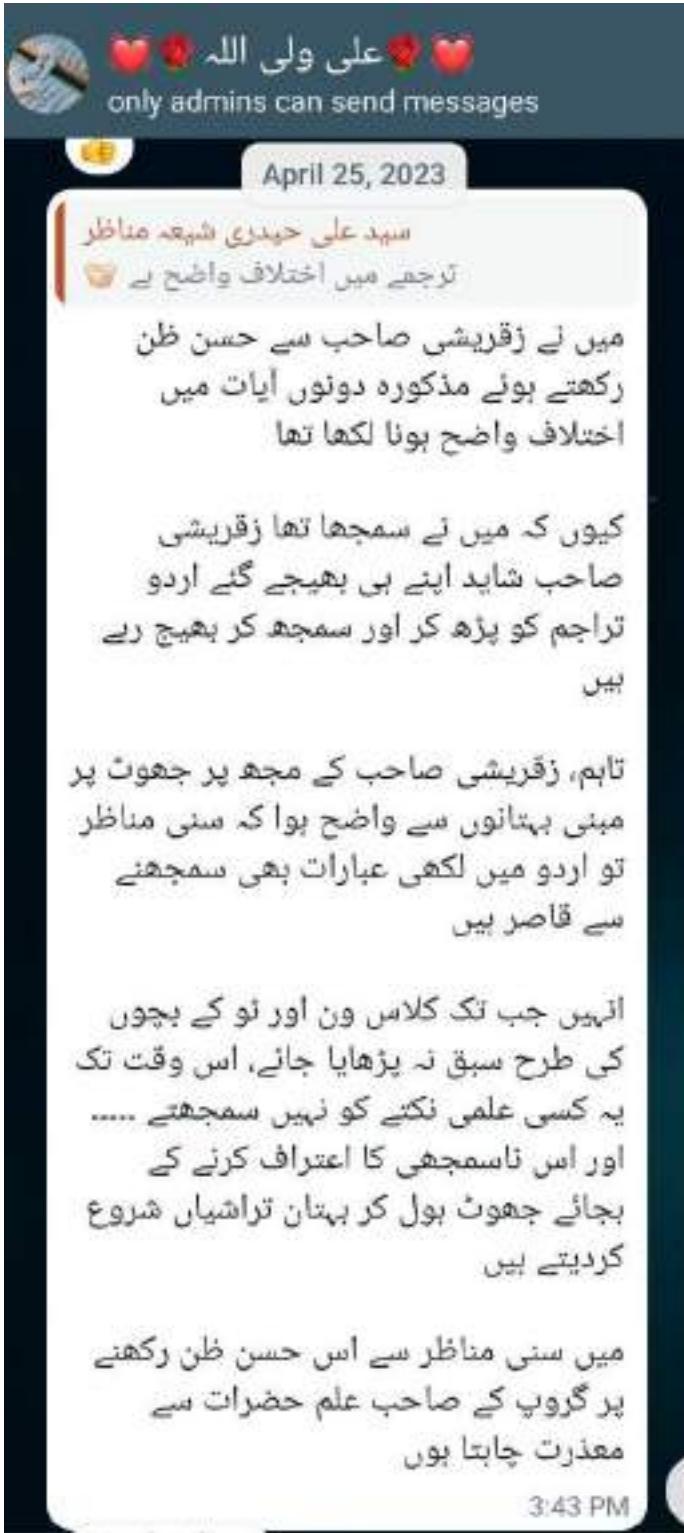 ❤️🌹علی ولی اللہ🌹❤️
only admins can send messages
👍
April 25, 2023
سید علی حیدری شیعہ مناظر
ترجمے میں اختلاف واضح ہے 🤝🏻
میں نے زقریشی صاحب سے حسن ظن
رکھتے ہوئے مذکورہ دونوں آیات میں
اختلاف واضح ہونا لکھا تھا
کیوں کہ میں نے سمجھا تھا زقریشی
صاحب شاید اپنے ہی بھیجے گئے اردو
تراجم کو پڑھ کر اور سمجھ کر بھیج رہے
ہیں
تاہم، زقریشی صاحب کے مجھ پر جھوٹ پر
مبنی بہتانوں سے واضح ہوا کہ سنی مناظر
تو اردو میں لکھی عبارات بھی سمجھنے
سے قاصر ہیں
انہیں جب تک کلاس ون اور ٹو کے بچوں
کی طرح سبق نہ پڑھایا جائے، اس وقت تک
یہ کسی علمی نکتے کو نہیں سمجھتے .....
اور اس ناسمجھی کا اعتراف کرنے کے
بجائے جھوٹ بول کر بہتان تراشیاں شروع
کردیتے ہیں
میں سنی مناظر سے اس حسن ظن رکھنے
پر گروپ کے صاحب علم حضرات سے
معذرت چاہتا ہوں
3:43 PM